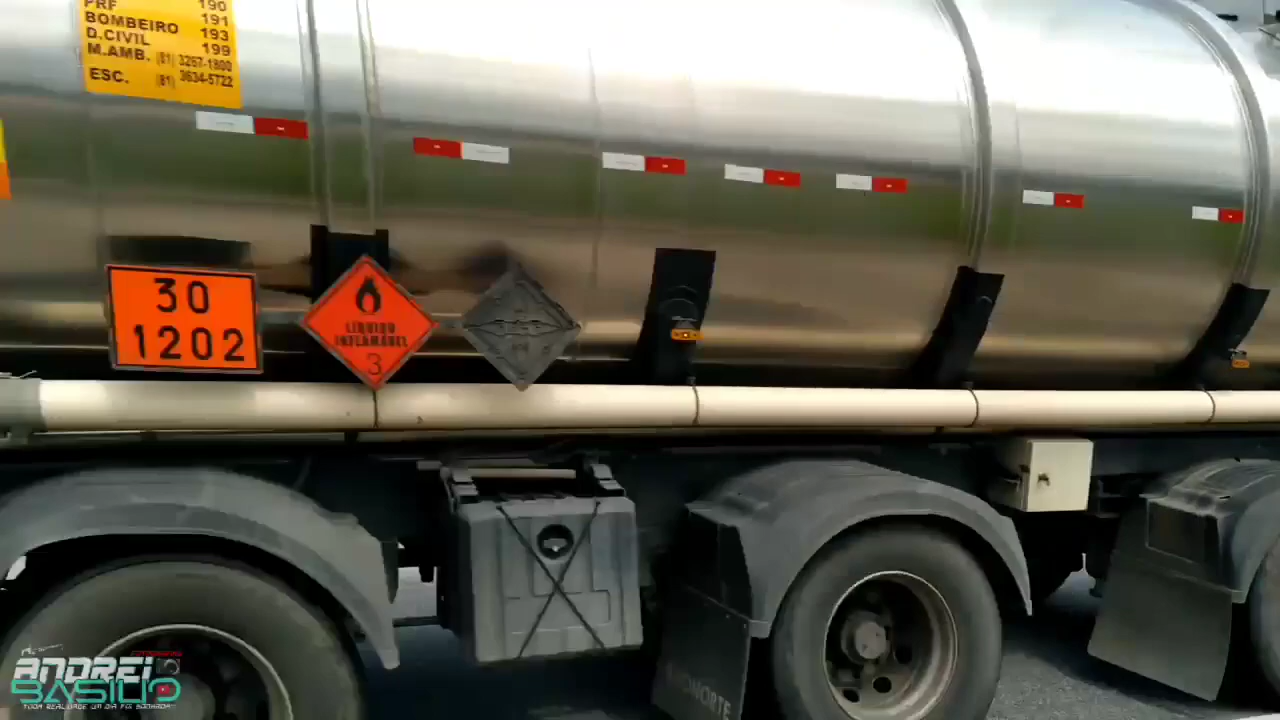 PRF 190
BOMBEIRO 191
D.CIVIL 193
M.AMB. 199
(81) 3267-1800
ESC. (81) 3634-5722
30
1202
LÍQUIDO
INFLAMÁVEL
3
ANDREI
BASILIO